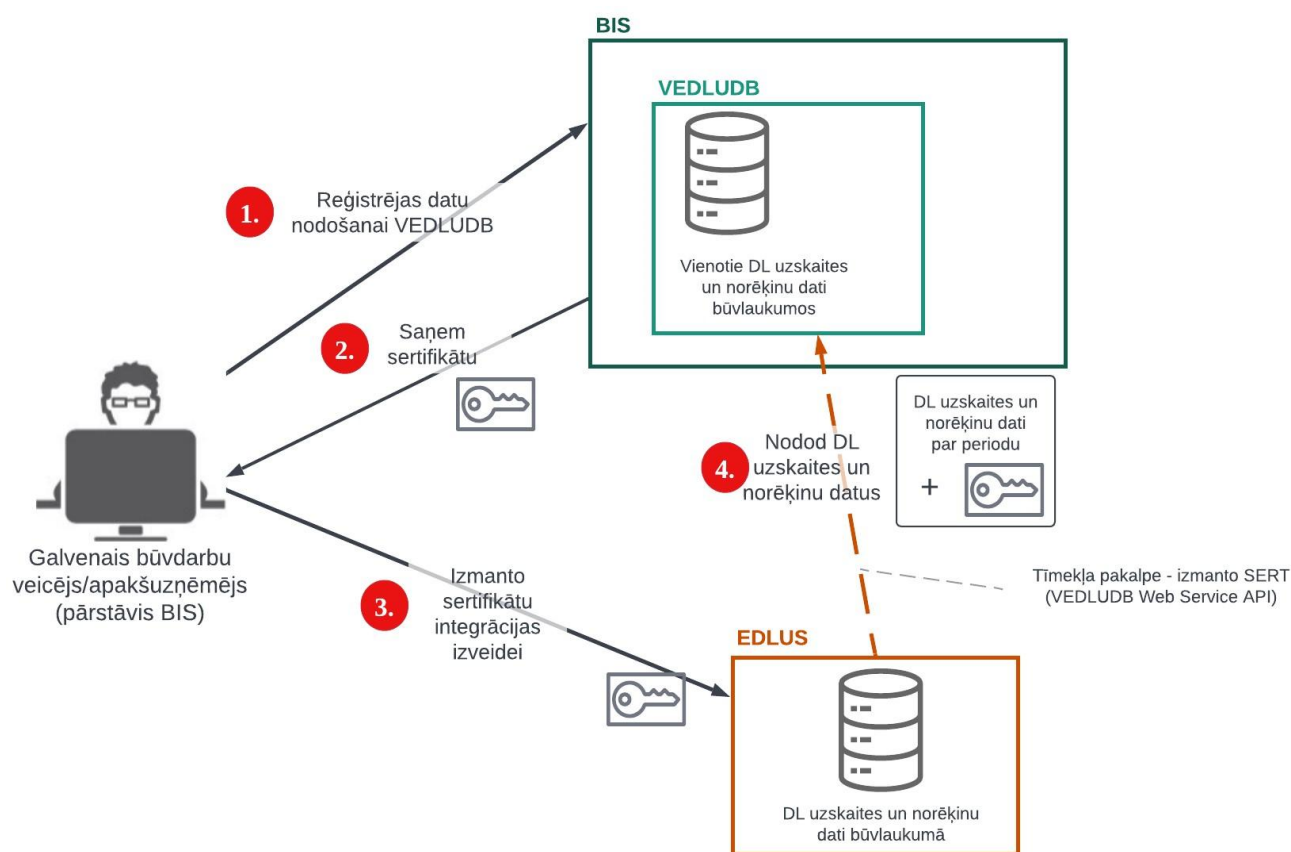 BIS
VEDLUDB
Vienotie DL uzskaites
un norēķinu dati
būvlaukumos
1.
Reģistrējas datu
nodošanai VEDLUDB
2.
Saņem
sertifikātu
Galvenais būvdarbu
veicējs/apakšuzņēmējs
(pārstāvis BIS)
3.
Izmanto
sertifikātu
integrācijas
izveidei
4.
Nodod DL
uzskaites un
norēķinu datus
DL uzskaites un
norēķinu dati
par periodu
+
Tīmekļa pakalpe - izmanto SERT
(VEDLUDB Web Service API)
EDLUS
DL uzskaites un norēķinu
dati būvlaukumā